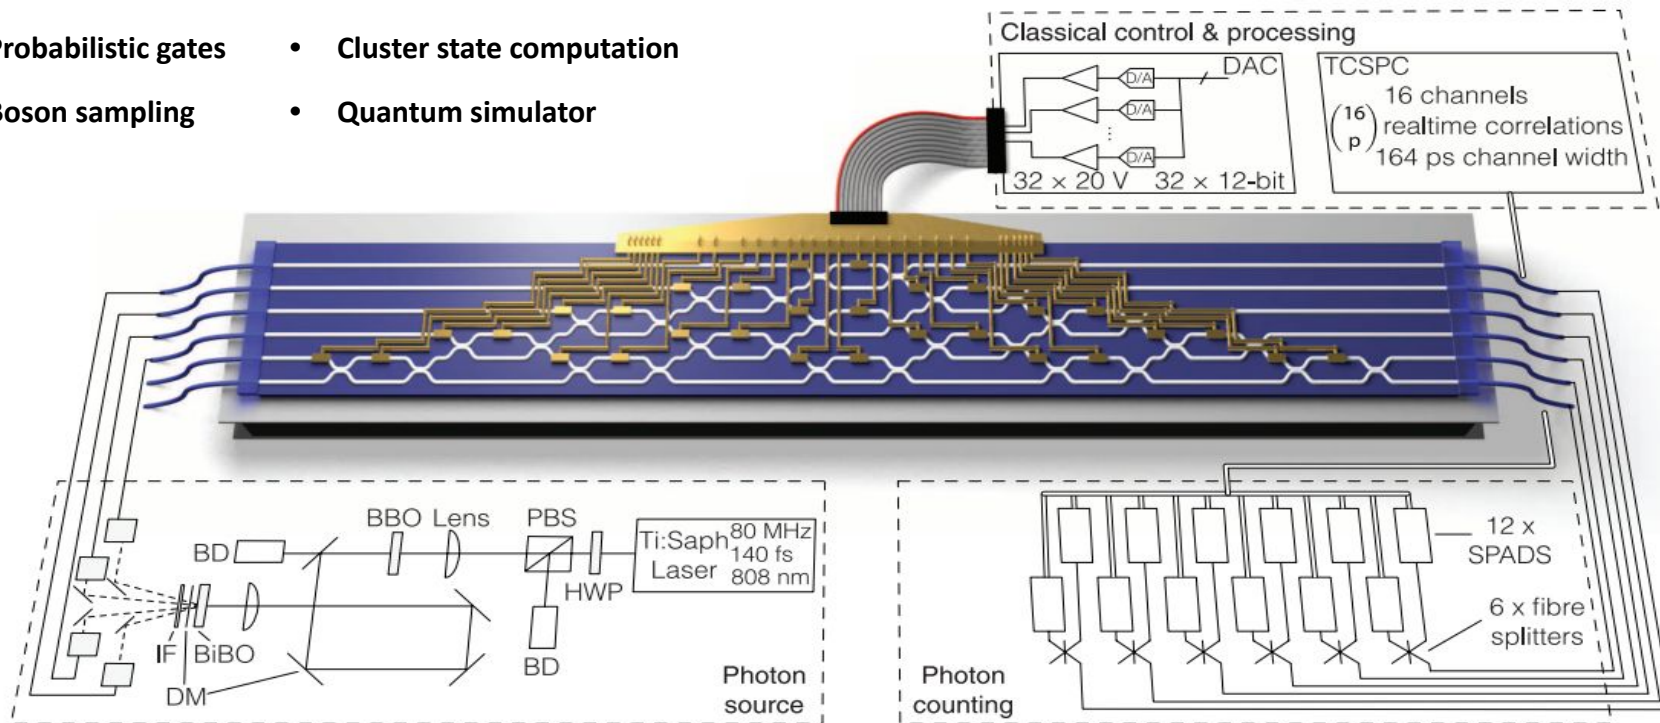 Probabilistic gates
• Cluster state computation
Boson sampling
• Quantum simulator
Classical control & processing
DAC
D/A
D/A
D/A
32 × 20 V 32 × 12-bit
TCSPC
16 channels
(16 p) realtime correlations
164 ps channel width
BBO Lens PBS
BD
Ti:Saph 80 MHz
140 fs
Laser 808 nm
HWP
IF BiBO
BD
DM
Photon
source
12 x
SPADS
6 x fibre
splitters
Photon
counting